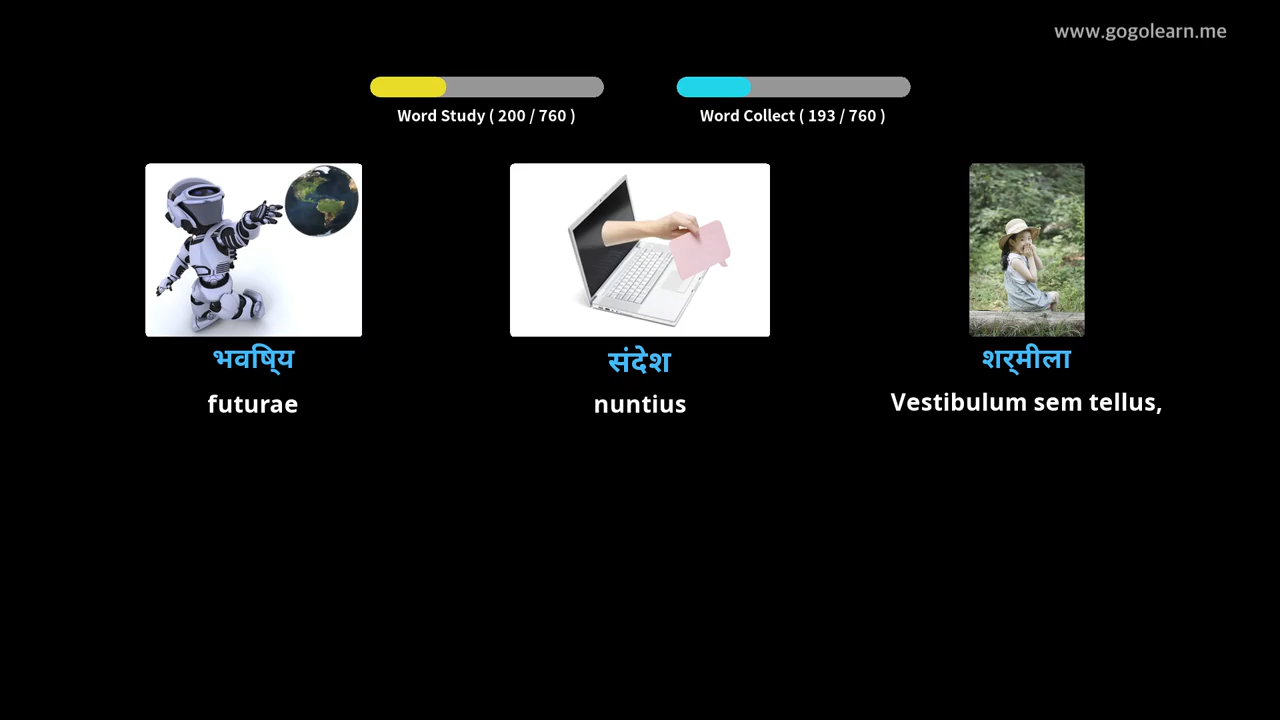 www.gogolearn.me
Word Study ( 200 / 760 )
Word Collect ( 193 / 760 )
भवष्यि
संदेश
शर्मीला
futurae
nuntius
Vestibulum sem tellus,